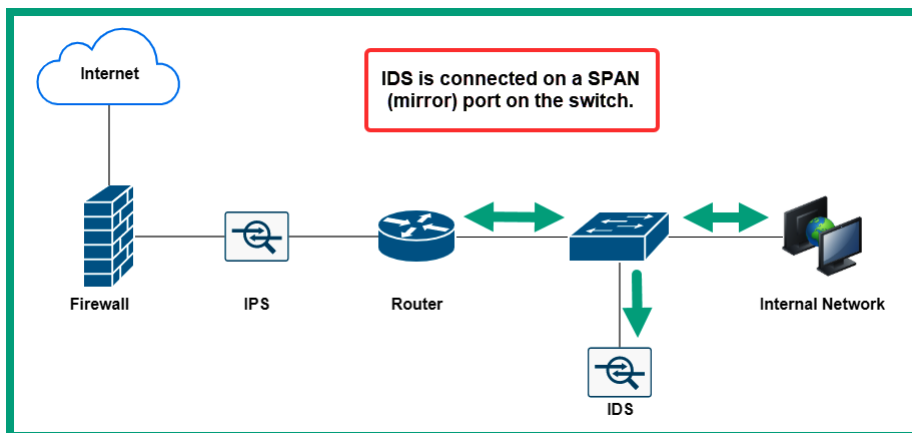 Internet
IDS is connected on a SPAN
(mirror) port on the switch.
Firewall
IPS
Router
Internal Network
IDS